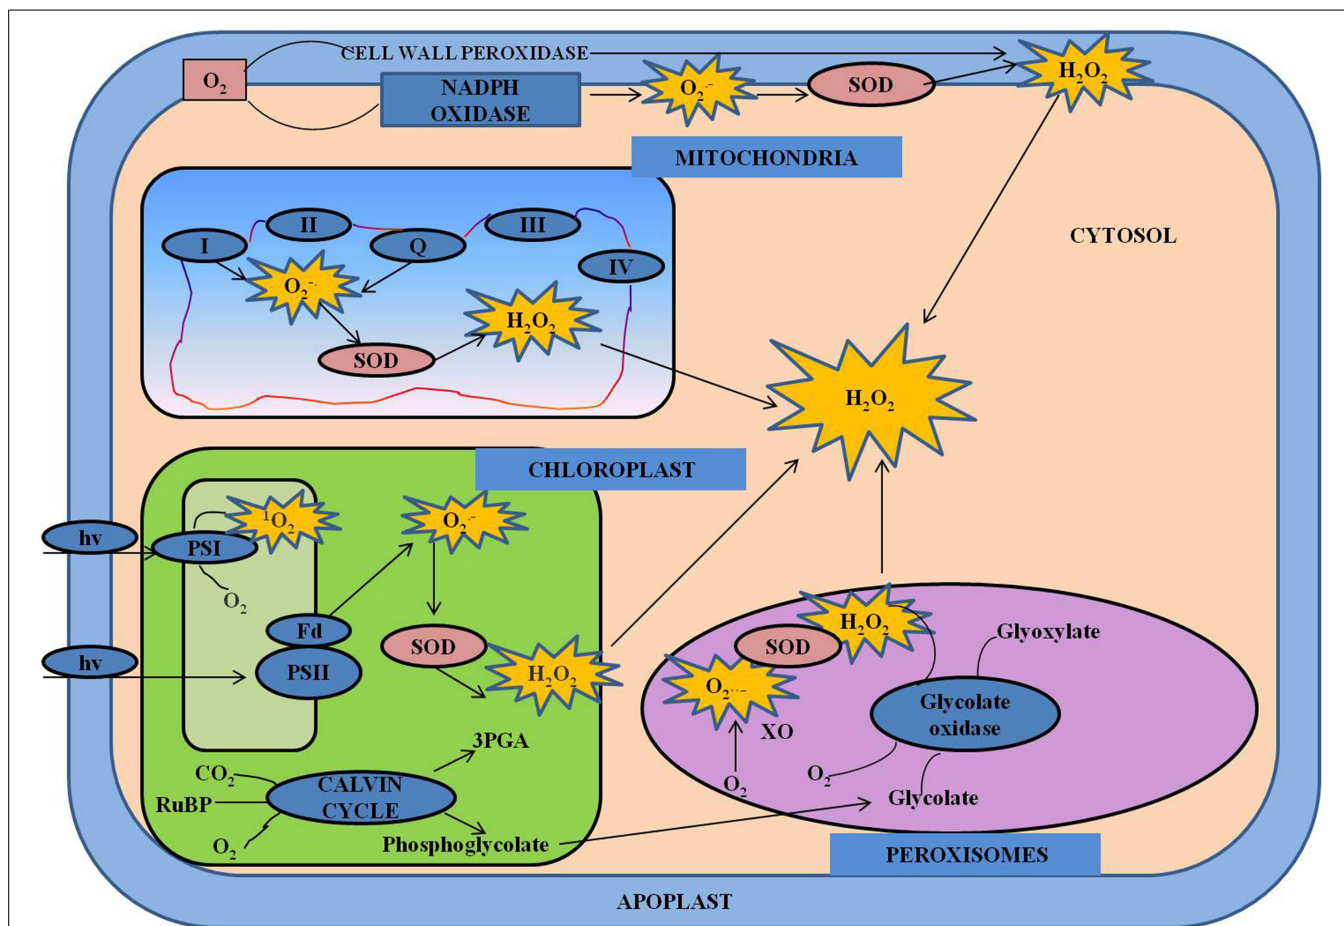 CELL WALL PEROXIDASE
O₂
NADPH
OXIDASE
O₂·⁻
SOD
H₂O₂
MITOCHONDRIA
I
II
Q
III
IV
O₂⁻·
SOD
H₂O₂
CYTOSOL
H₂O₂
CHLOROPLAST
hv
PSI
¹O₂
O₂
O₂·⁻
hv
Fd
PSII
SOD
H₂O₂
3PGA
CO₂
RuBP
O₂
CALVIN
CYCLE
Phosphoglycolate
H₂O₂
SOD
O₂·⁻
XO
O₂
Glyoxylate
Glycolate
oxidase
O₂
Glycolate
PEROXISOMES
APOPLAST